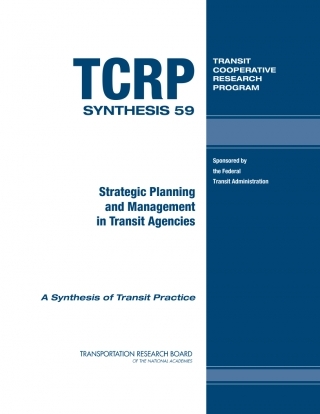 TCRP
SYNTHESIS 59
TRANSIT
COOPERATIVE
RESEARCH
PROGRAM
Sponsored by
the Federal
Transit Administration
Strategic Planning
and Management
in Transit Agencies
A Synthesis of Transit Practice
TRANSPORTATION RESEARCH BOARD
OF THE NATIONAL ACADEMIES